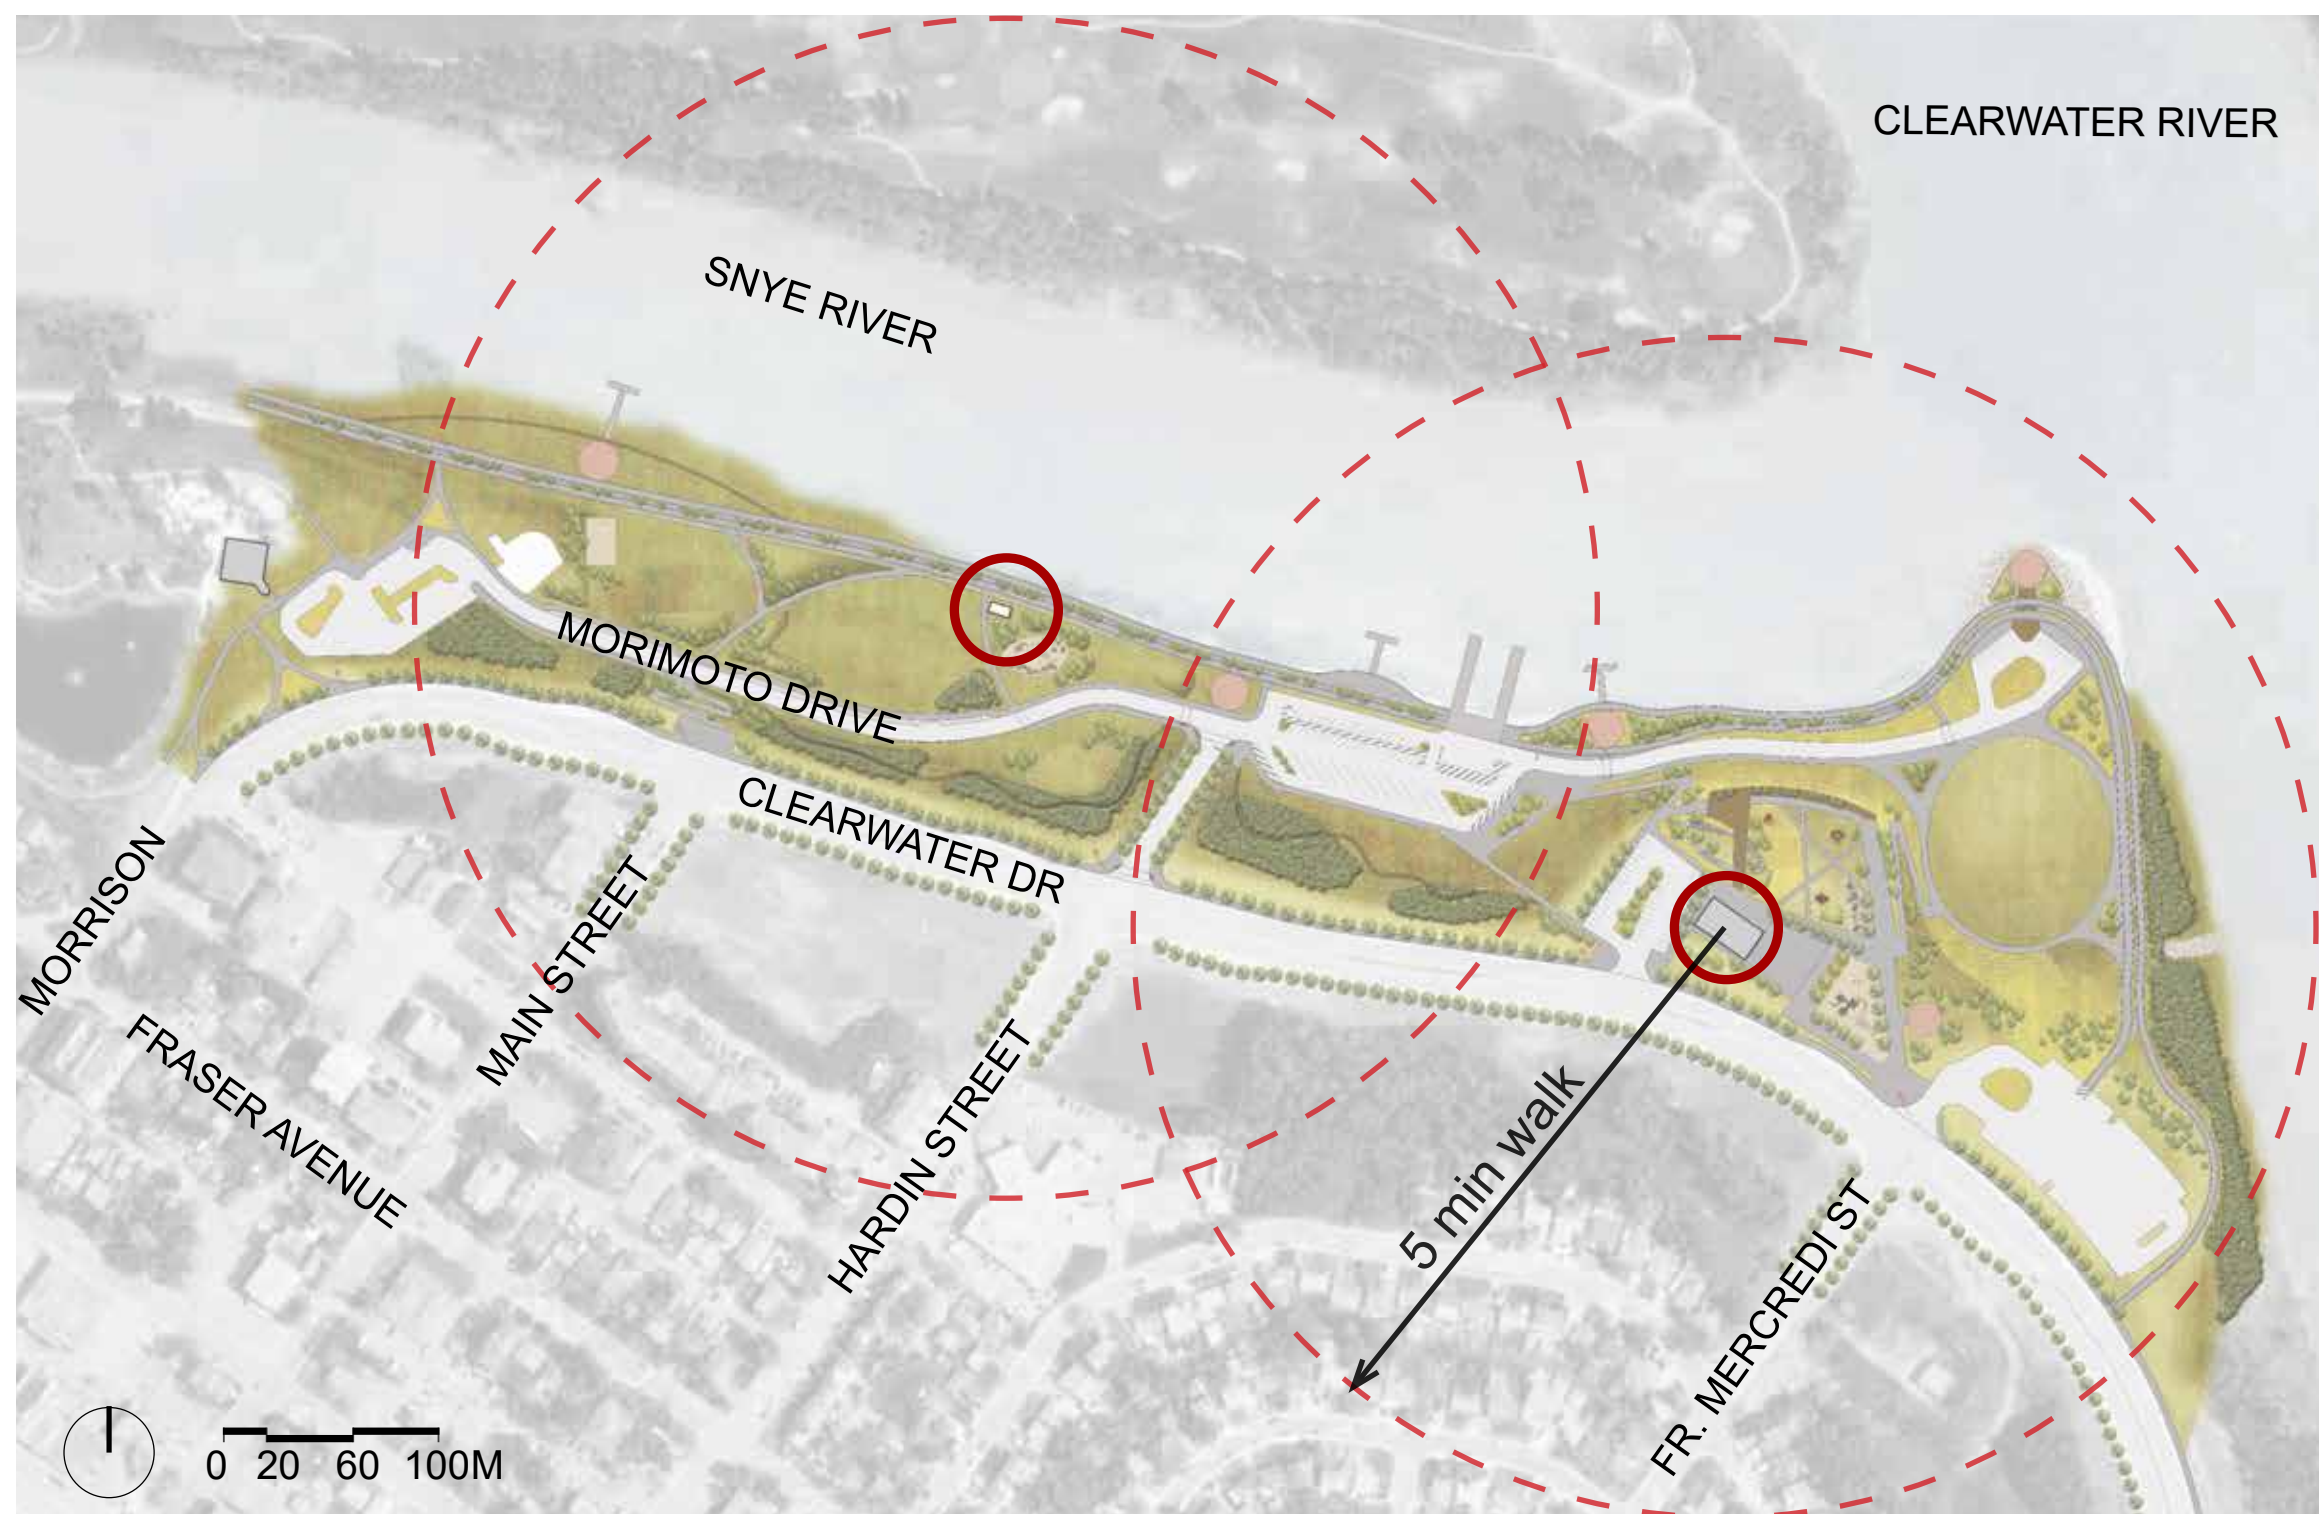 CLEARWATER RIVER
SNYE RIVER
MORIMOTO DRIVE
CLEARWATER DR
MORRISON
MAIN STREET
FRASER AVENUE
HARDIN STREET
5 min walk
FR. MERCREDI ST
0 20 60 100M